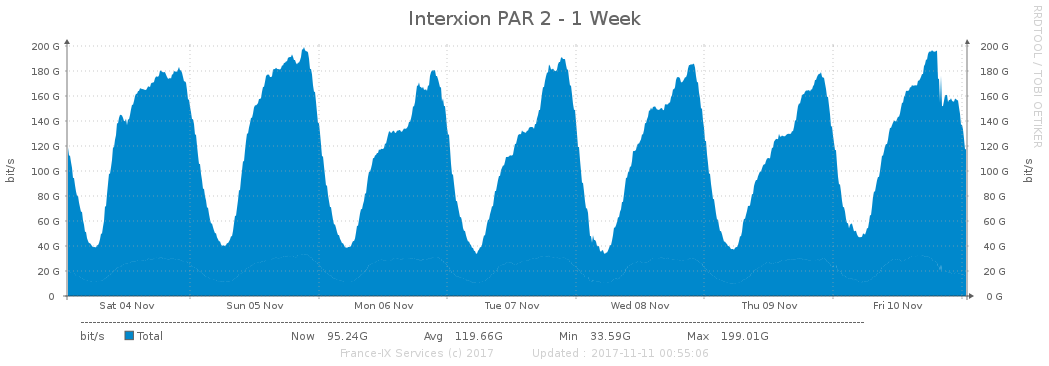 Interxion PAR 2 - 1 Week
RRDTOOL / TOBI OETIKER
bit/s
200 G
180 G
160 G
140 G
120 G
100 G
80 G
60 G
40 G
20 G
0
200 G
180 G
160 G
140 G
120 G
100 G
80 G
60 G
40 G
20 G
0 G
bit/s
Sat 04 Nov Sun 05 Nov Mon 06 Nov Tue 07 Nov Wed 08 Nov Thu 09 Nov Fri 10 Nov
bit/s Total Now 95.24G Avg 119.66G Min 33.59G Max 199.01G
France-IX Services (c) 2017 Updated : 2017-11-11 00:55:06